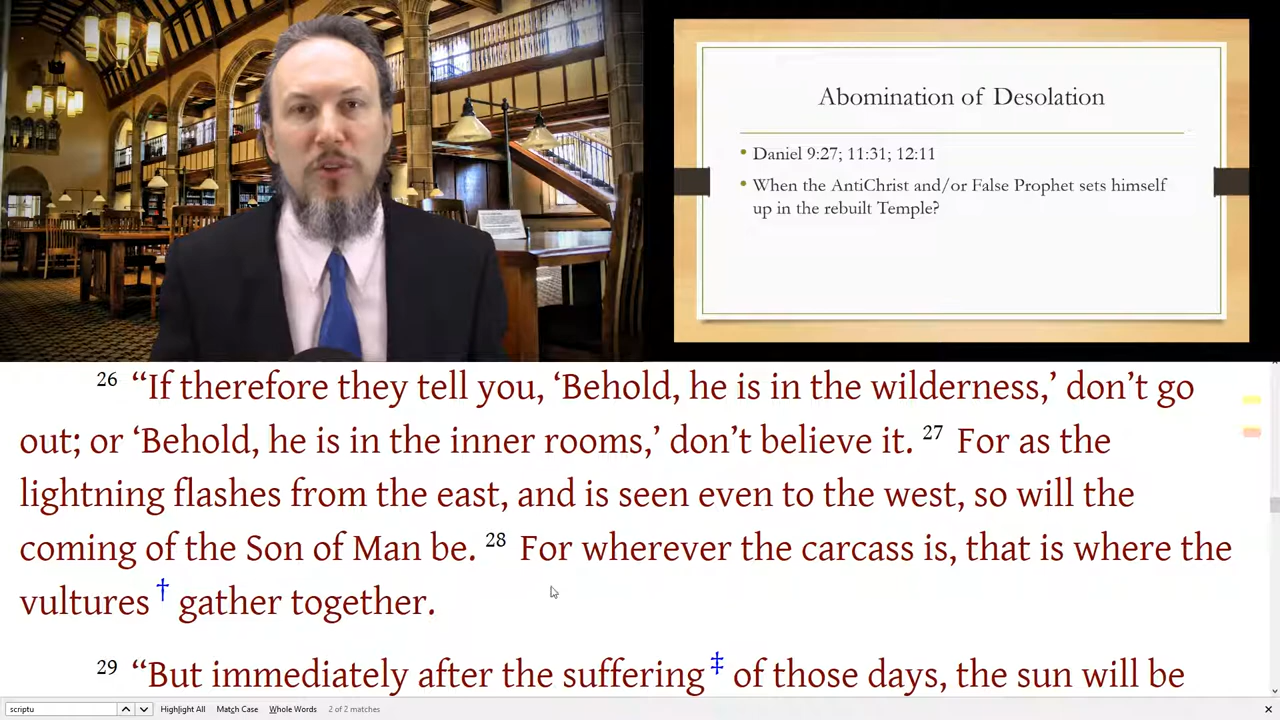 Abomination of Desolation
• Daniel 9:27; 11:31; 12:11
• When the AntiChrist and/or False Prophet sets himself
up in the rebuilt Temple?
26 “If therefore they tell you, ‘Behold, he is in the wilderness,’ don’t go
out; or ‘Behold, he is in the inner rooms,’ don’t believe it. 27 For as the
lightning flashes from the east, and is seen even to the west, so will the
coming of the Son of Man be. 28 For wherever the carcass is, that is where the
vultures † gather together.
29 “But immediately after the suffering ‡ of those days, the sun will be
scriptu
Highlight All Match Case Whole Words 2 of 2 matches